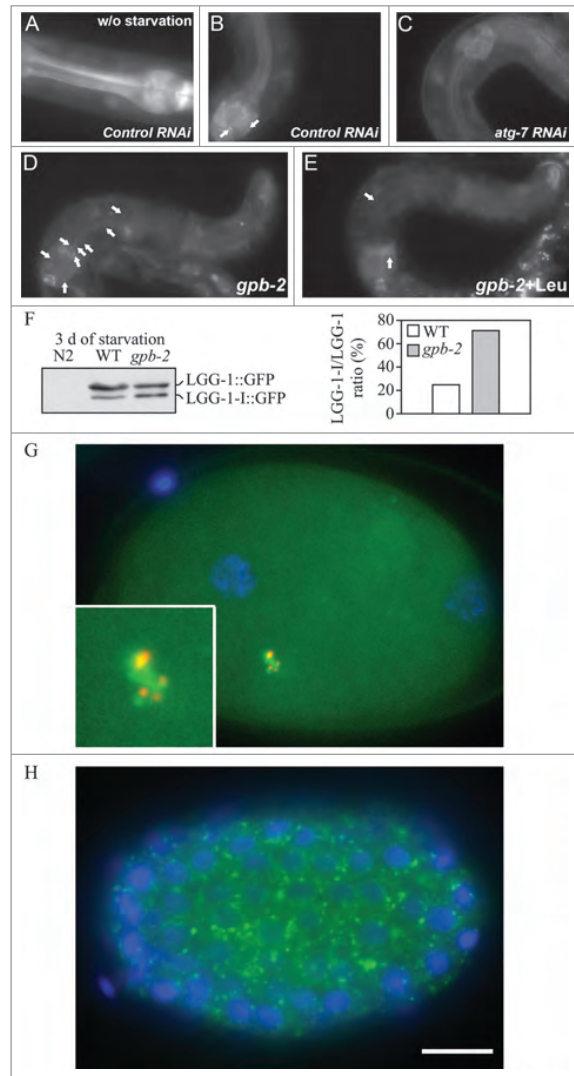 A
w/o starvation
Control RNAi
B
Control RNAi
C
atg-7 RNAi
D
gpb-2
E
gpb-2+Leu
F
3 d of starvation
N2 WT gpb-2
LGG-1::GFP
LGG-1-I::GFP
LGG-1-I/LGG-1
ratio (%)
80
60
40
20
0
WT
gpb-2
G
H